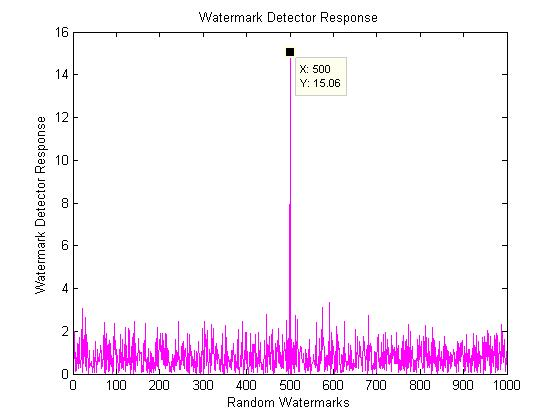 Watermark Detector Response
16
14
12
10
8
6
4
2
0
Watermark Detector Response
X: 500
Y: 15.06
0 100 200 300 400 500 600 700 800 900 1000
Random Watermarks